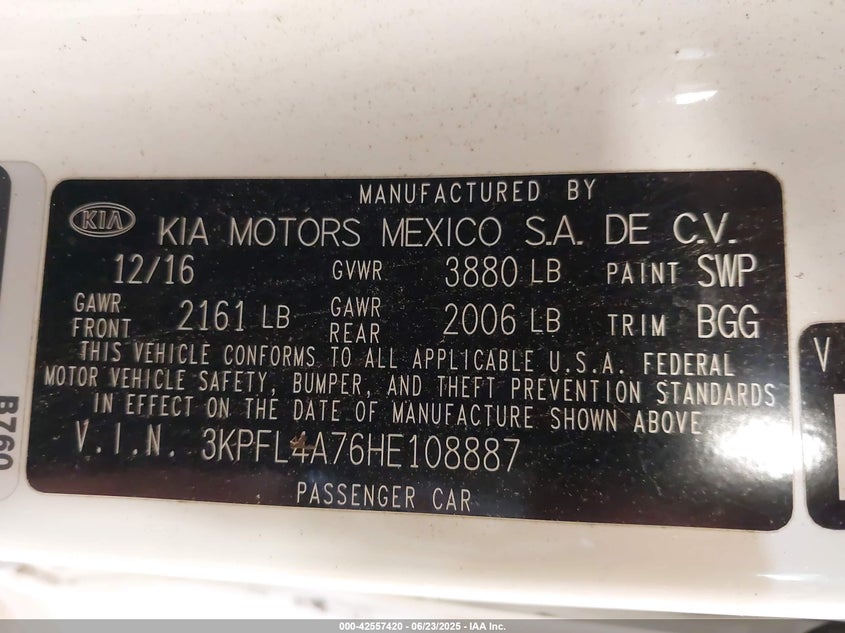 MANUFACTURED BY
KIA KIA MOTORS MEXICO S.A. DE C.V.
12/16 GVWR 3880 LB PAINT SWP
GAWR FRONT 2161 LB GAWR REAR 2006 LB TRIM BGG
THIS VEHICLE CONFORMS TO ALL APPLICABLE U.S.A. FEDERAL
MOTOR VEHICLE SAFETY, BUMPER, AND THEFT PREVENTION STANDARDS
IN EFFECT ON THE DATE OF MANUFACTURE SHOWN ABOVE.
V.I.N. 3KPFL4A76HE108887
PASSENGER CAR
B760
V
000-42557420 - 06/23/2025 - IAA Inc.